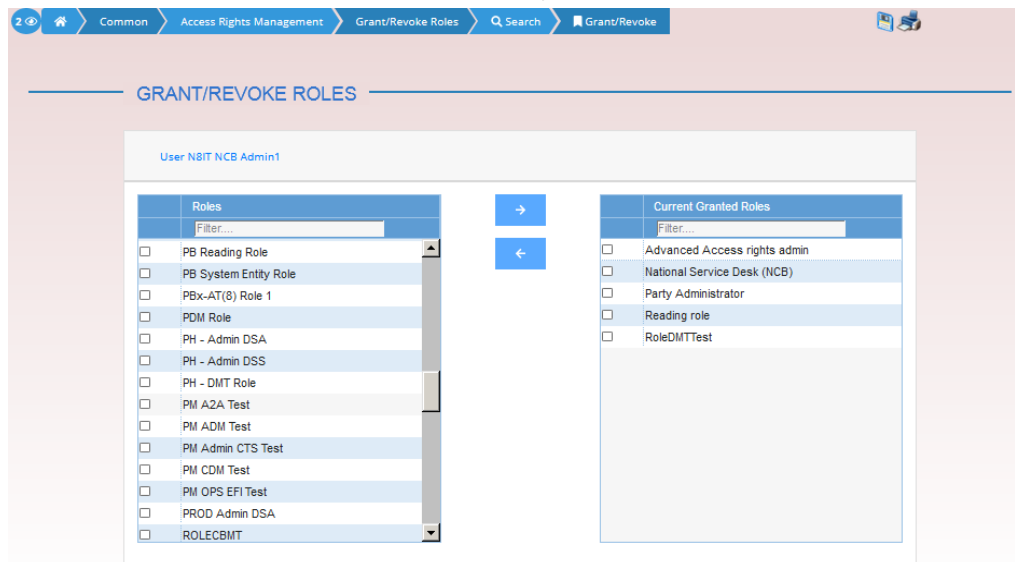 2 Common Access Rights Management Grant/Revoke Roles Search Grant/Revoke
GRANT/REVOKE ROLES
User N8IT NCB Admin1
Roles
Filter....
PB Reading Role
PB System Entity Role
PBx-AT(8) Role 1
PDM Role
PH - Admin DSA
PH - Admin DSS
PH - DMT Role
PM A2A Test
PM ADM Test
PM Admin CTS Test
PM CDM Test
PM OPS EFI Test
PROD Admin DSA
ROLECBMT
Current Granted Roles
Filter....
Advanced Access rights admin
National Service Desk (NCB)
Party Administrator
Reading role
RoleDMTTest